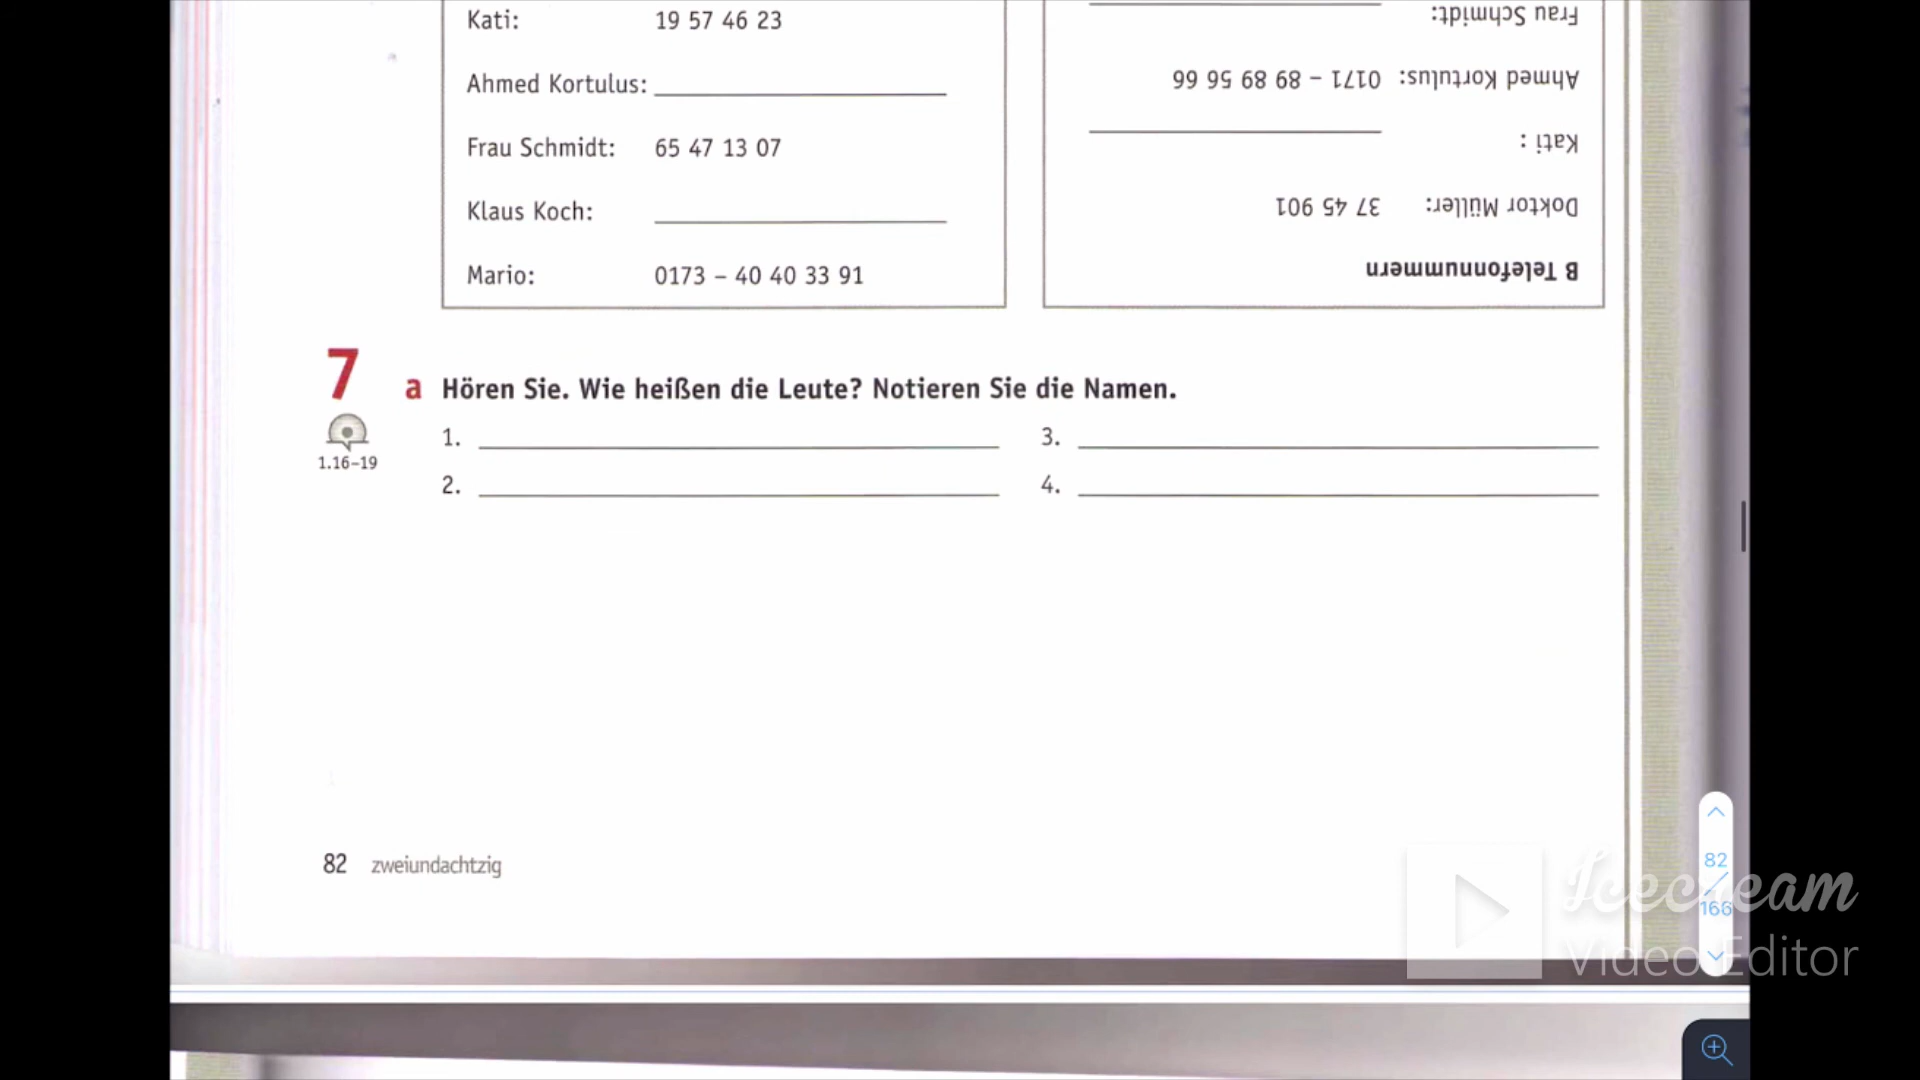 Kati: 19 57 46 23
Ahmed Kortulus:
Frau Schmidt: 65 47 13 07
Klaus Koch:
Mario: 0173 – 40 40 33 91
B Telefonnummern
Doktor Müller: 37 45 901
Kati :
Ahmed Kortulus: 0171 – 89 89 56 66
Frau Schmidt:
7 a Hören Sie. Wie heißen die Leute? Notieren Sie die Namen.
1.16–19
1.
2.
3.
4.
82 zweiundachtzig
82
166
Icecream
Video Editor